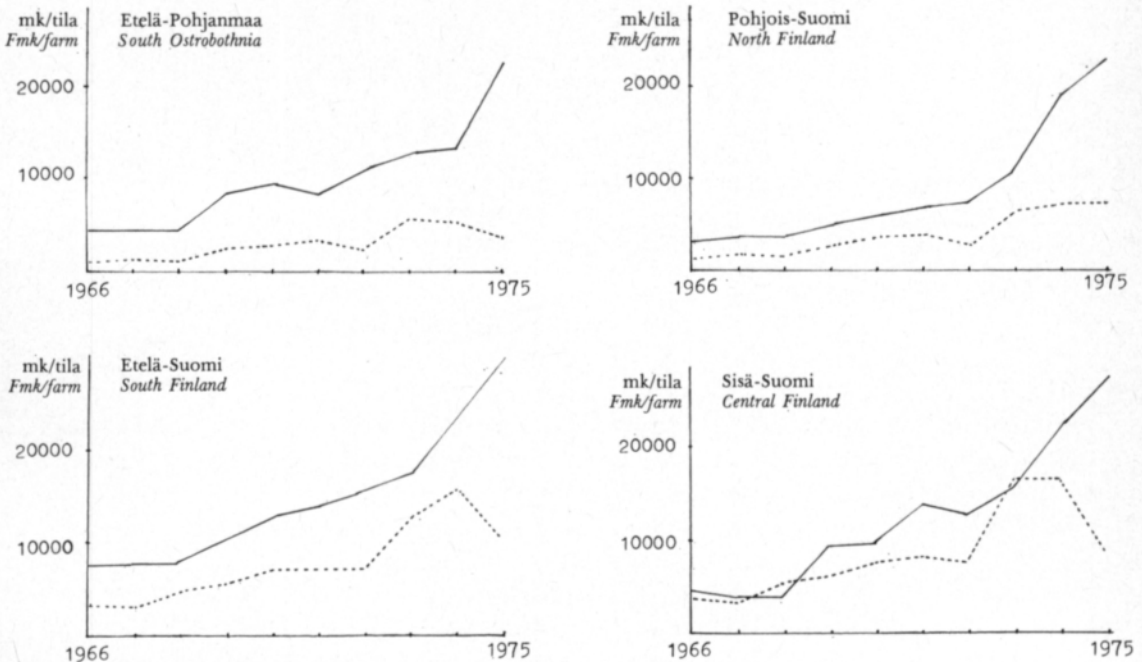 mk/tila
Fmk/farm
Etelä-Pohjanmaa
South Ostrobothnia
20000
10000
1966
1975
mk/tila
Fmk/farm
Pohjois-Suomi
North Finland
20000
10000
1966
1975
mk/tila
Fmk/farm
Etelä-Suomi
South Finland
20000
10000
1966
1975
mk/tila
Fmk/farm
Sisä-Suomi
Central Finland
20000
10000
1966
1975